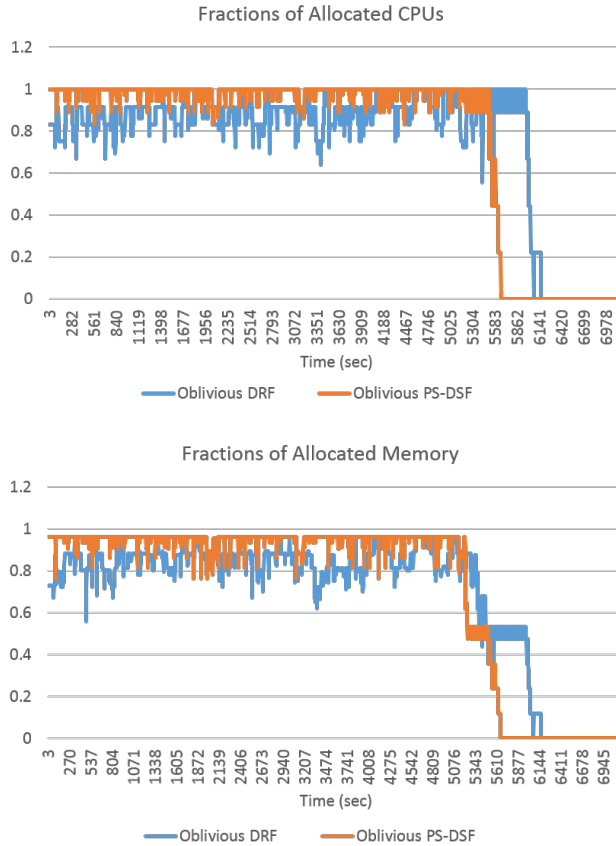 Fractions of Allocated CPUs
1.2
1
0.8
0.6
0.4
0.2
0
3 282 561 840 1119 1398 1677 1956 2235 2514 2793 3072 3351 3630 3909 4188 4467 4746 5025 5304 5583 5862 6141 6420 6699 6978
Time (sec)
Oblivious DRF Oblivious PS-DSF
Fractions of Allocated Memory
1.2
1
0.8
0.6
0.4
0.2
0
3 270 537 804 1071 1338 1605 1872 2139 2406 2673 2940 3207 3474 3741 4008 4275 4542 4809 5076 5343 5610 5877 6144 6411 6678 6945
Time (sec)
Oblivious DRF Oblivious PS-DSF